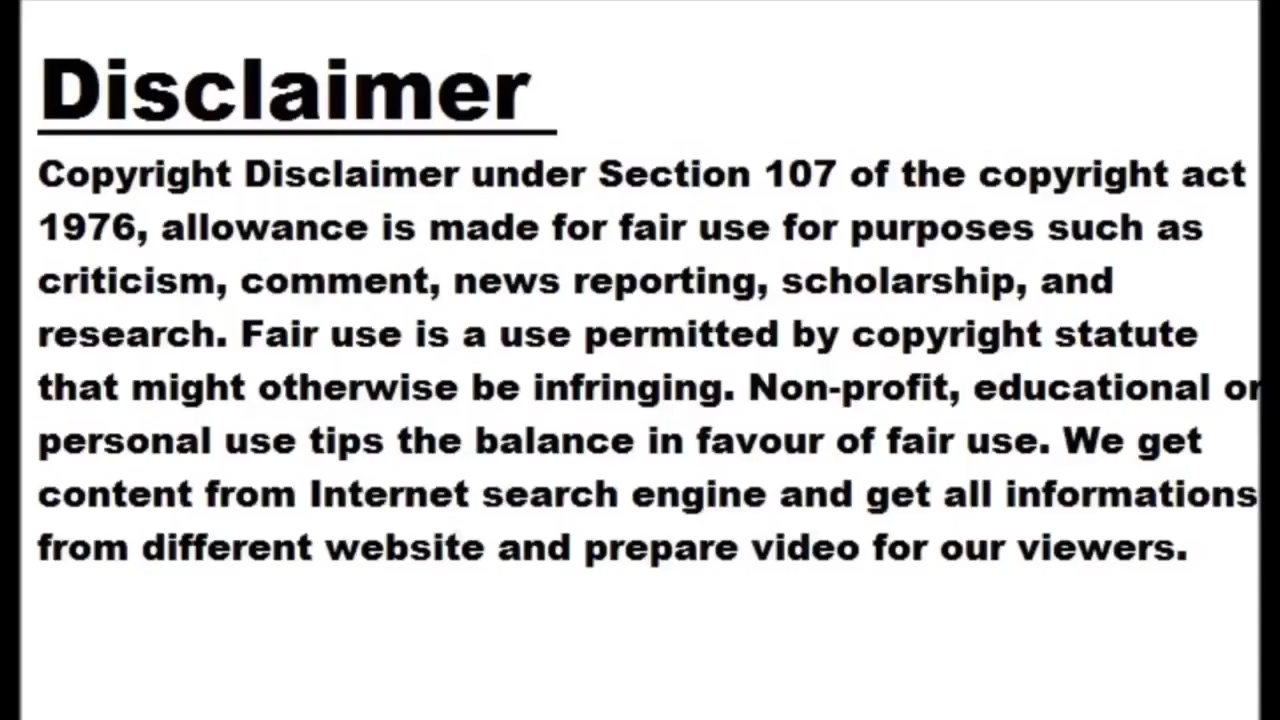 Disclaimer
Copyright Disclaimer under Section 107 of the copyright act
1976, allowance is made for fair use for purposes such as
criticism, comment, news reporting, scholarship, and
research. Fair use is a use permitted by copyright statute
that might otherwise be infringing. Non-profit, educational or
personal use tips the balance in favour of fair use. We get
content from Internet search engine and get all informations
from different website and prepare video for our viewers.